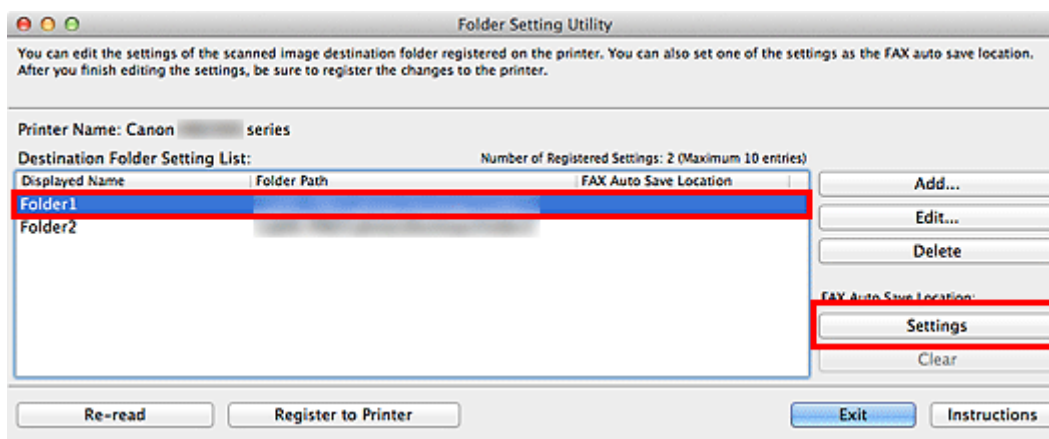 Folder Setting Utility
You can edit the settings of the scanned image destination folder registered on the printer. You can also set one of the settings as the FAX auto save location.
After you finish editing the settings, be sure to register the changes to the printer.
Printer Name: Canon series
Destination Folder Setting List: Number of Registered Settings: 2 (Maximum 10 entries)
Displayed Name Folder Path FAX Auto Save Location
Add...
Folder1
Edit...
Folder2
Delete
FAX Auto Save Location:
Settings
Clear
Re-read Register to Printer Exit Instructions